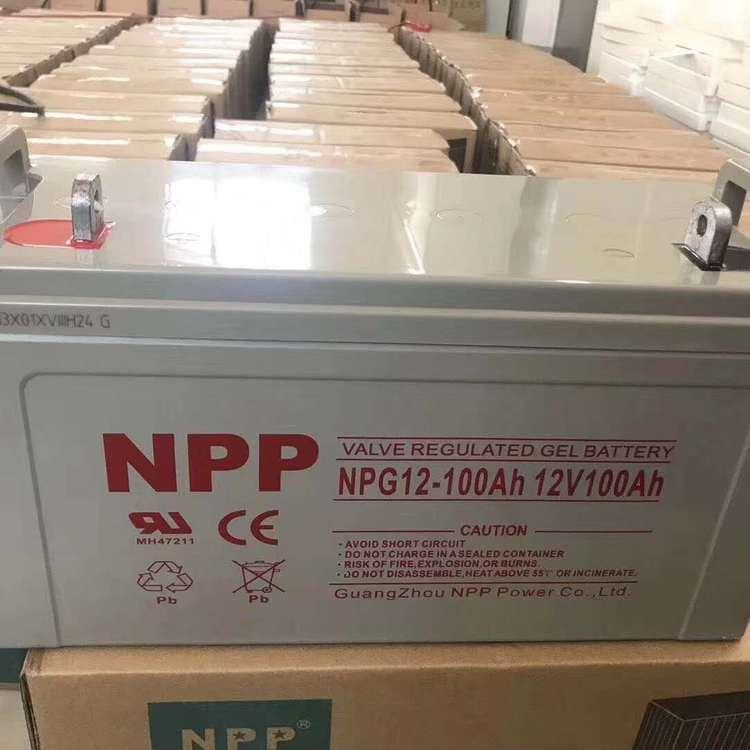 3X01XVIIIH24 G
NPP
VALVE REGULATED GEL BATTERY
NPG12-100Ah 12V100Ah
MH47211
CE
Pb
Pb
CAUTION
• AVOID SHORT CIRCUIT
• DO NOT CHARGE IN A SEALED CONTAINER
• RISK OF FIRE,EXPLOSION,OR BURNS.
• DO NOT DISASSEMBLE,HEAT ABOVE 55℃ OR INCINERATE.
GuangZhou NPP Power Co.,Ltd.
NPP®